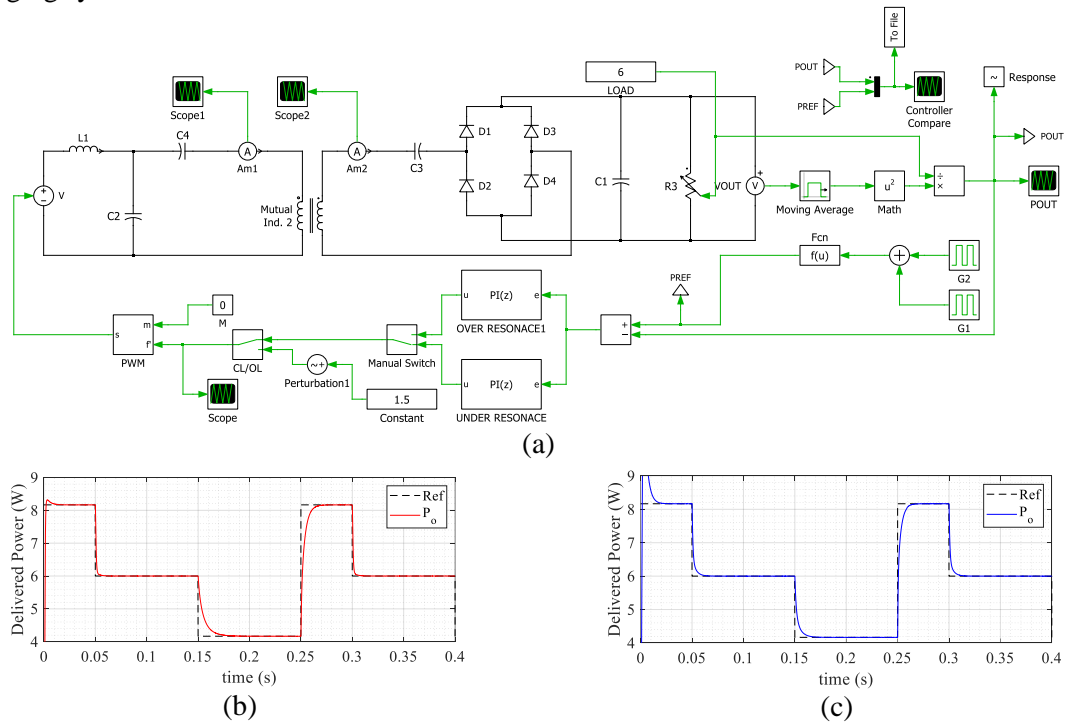 To File
POUT
PREF
Controller
Compare
~
Response
POUT
POUT
6
LOAD
Scope1
Scope2
L1
C4
A
Am1
A
Am2
C3
D1
D3
D2
D4
C1
R3
VOUT
V
+
Moving Average
u²
Math
÷
×
+
−
V
C2
Mutual
Ind. 2
Fcn
f(u)
+
G2
G1
PREF
+
−
u PI(z) e
OVER RESONACE1
u PI(z) e
UNDER RESONACE
Manual Switch
0
M
s m
f'
PWM
CL/OL
~+
Perturbation1
1.5
Constant
Scope
(a)
9
8
7
6
5
4
Delivered Power (W)
Ref
Po
0 0.05 0.1 0.15 0.2 0.25 0.3 0.35 0.4
time (s)
(b)
9
8
7
6
5
4
Delivered Power (W)
Ref
Po
0 0.05 0.1 0.15 0.2 0.25 0.3 0.35 0.4
time (s)
(c)